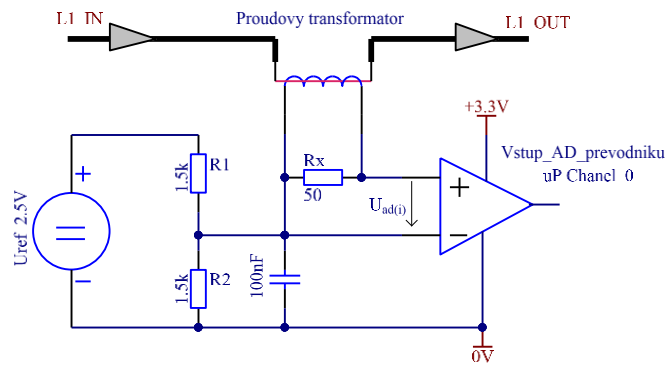 L1_IN
Proudovy transformator
L1_OUT
+3.3V
Vstup_AD_prevodniku
uP Chanel_0
Rx
50
+
U_ad(i)
−
Uref 2.5V
+
−
1.5k
R1
1.5k
R2
100nF
0V